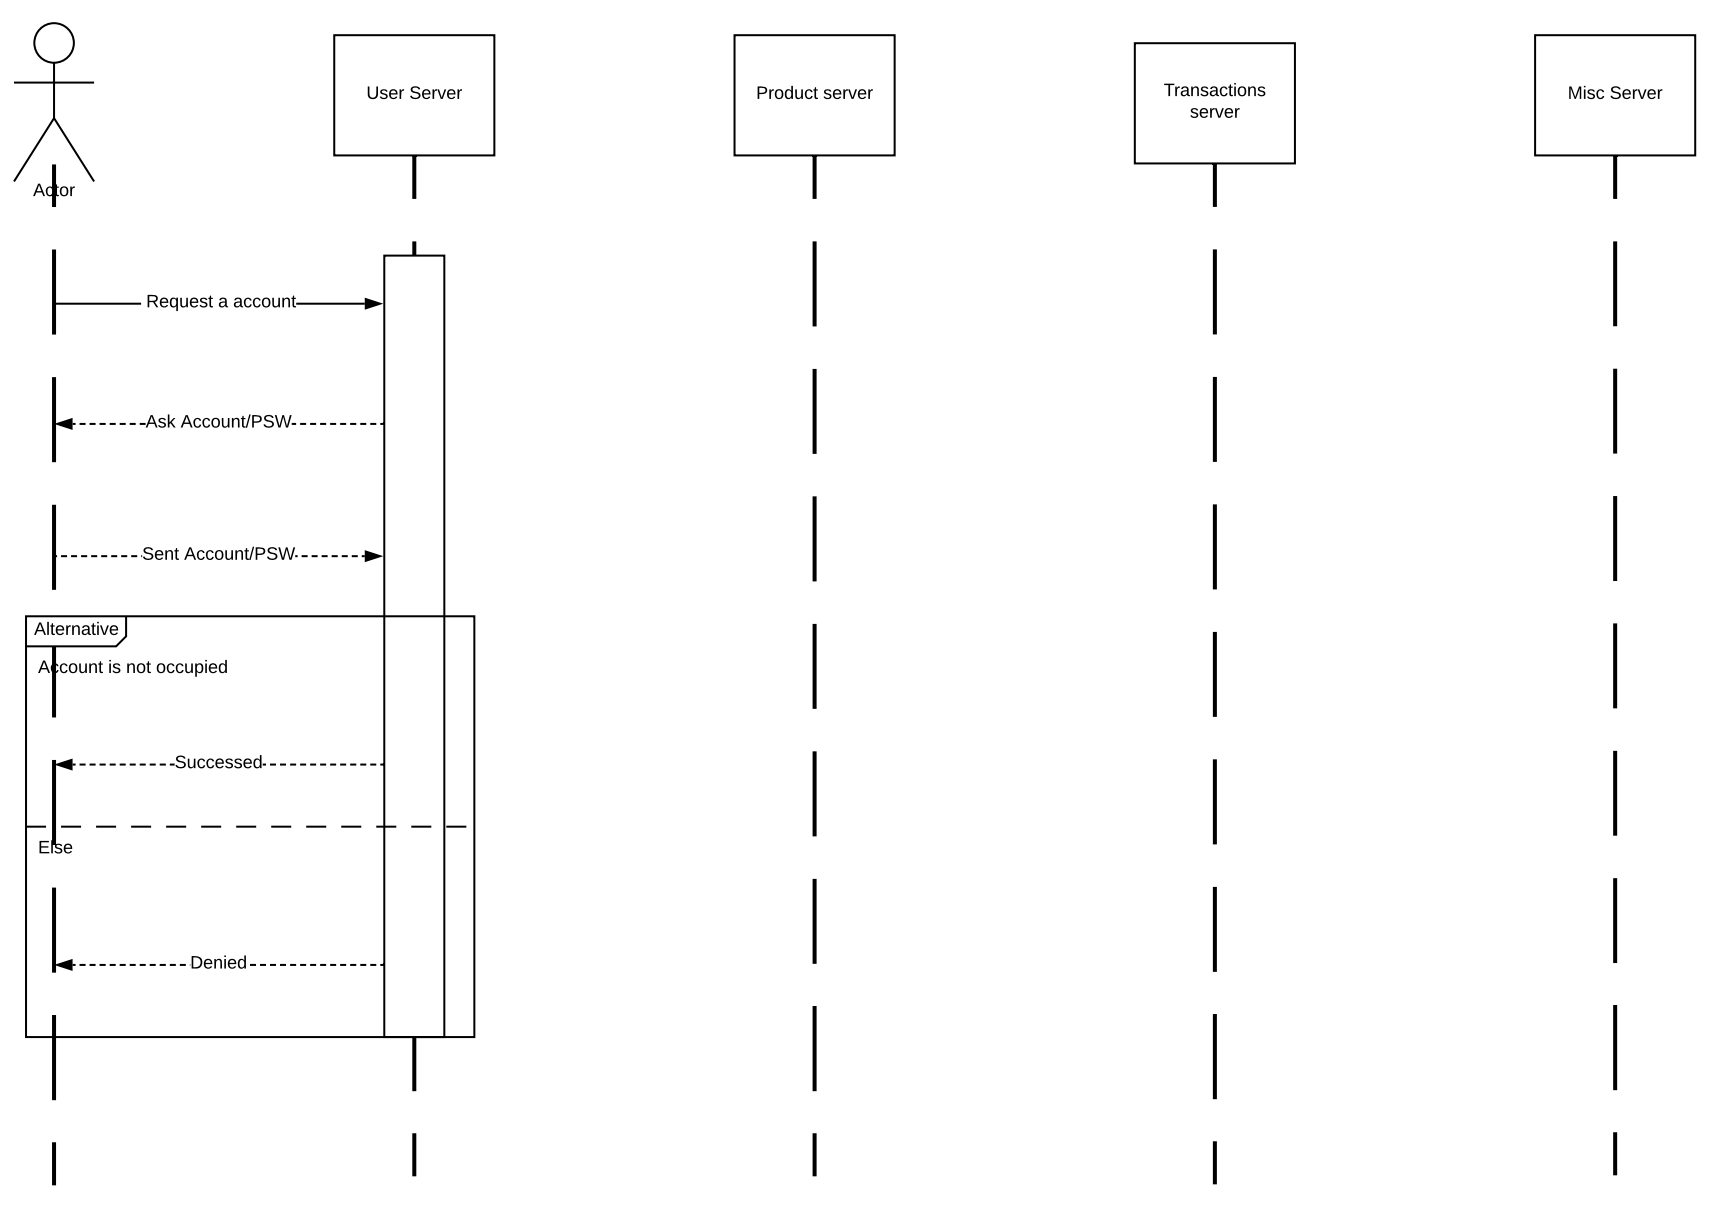 User Server
Product server
Transactions
server
Misc Server
Actor
Request a account
Ask Account/PSW
Sent Account/PSW
Alternative
Account is not occupied
Successed
Else
Denied